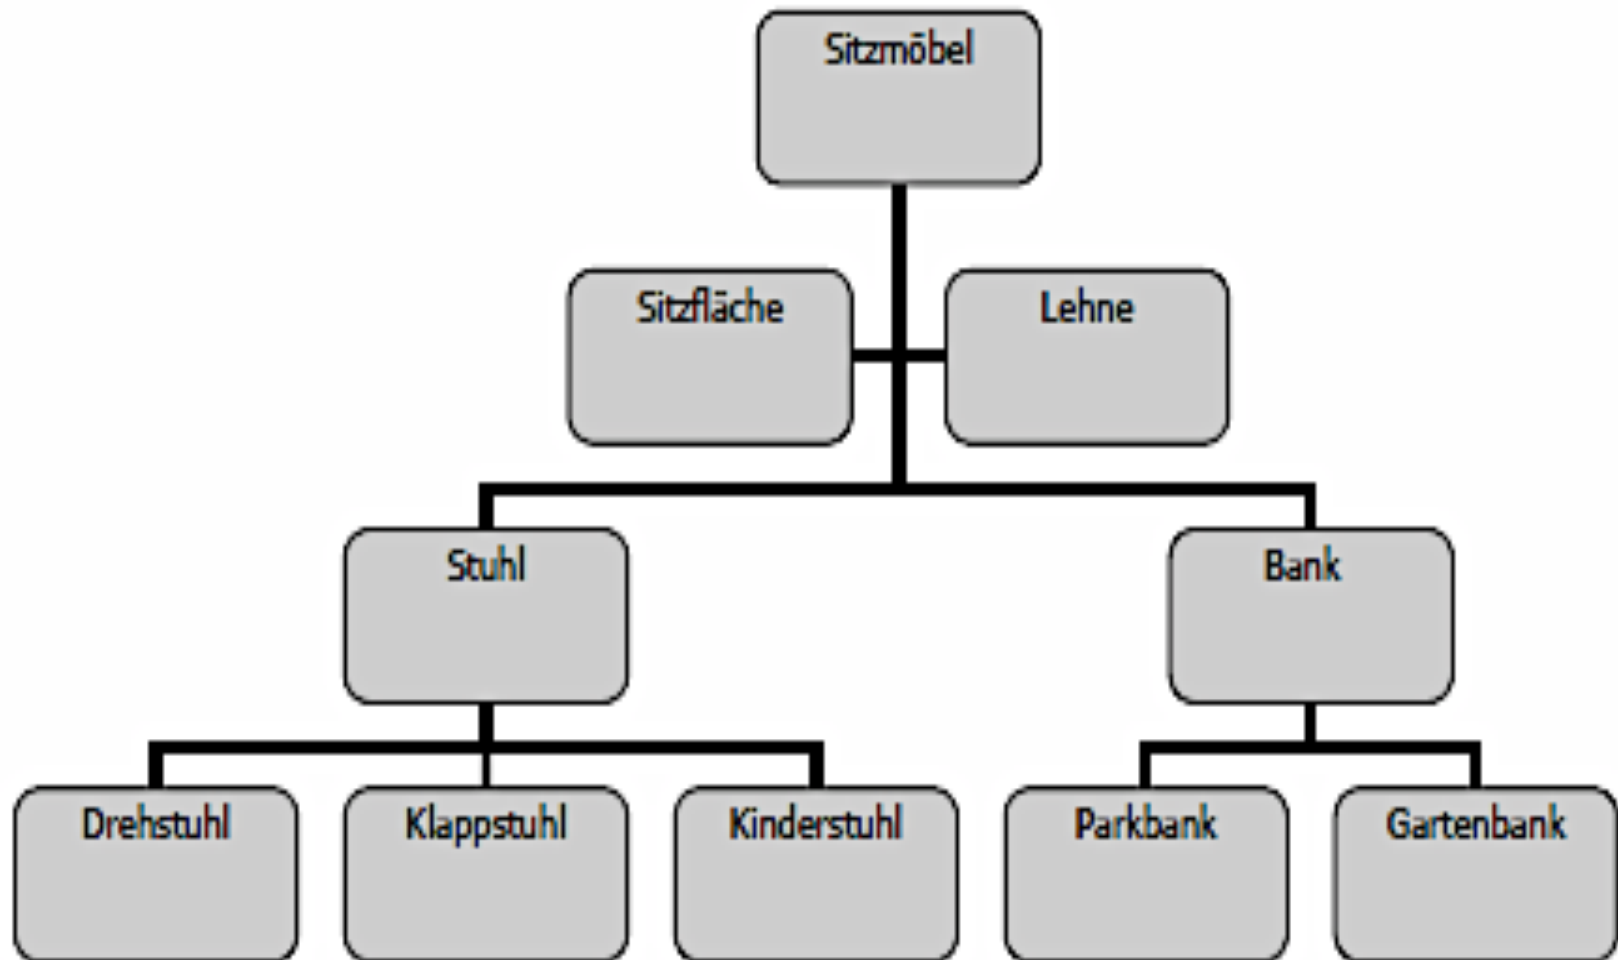 Sitzmöbel
Sitzfläche
Lehne
Stuhl
Bank
Drehstuhl
Klappstuhl
Kinderstuhl
Parkbank
Gartenbank